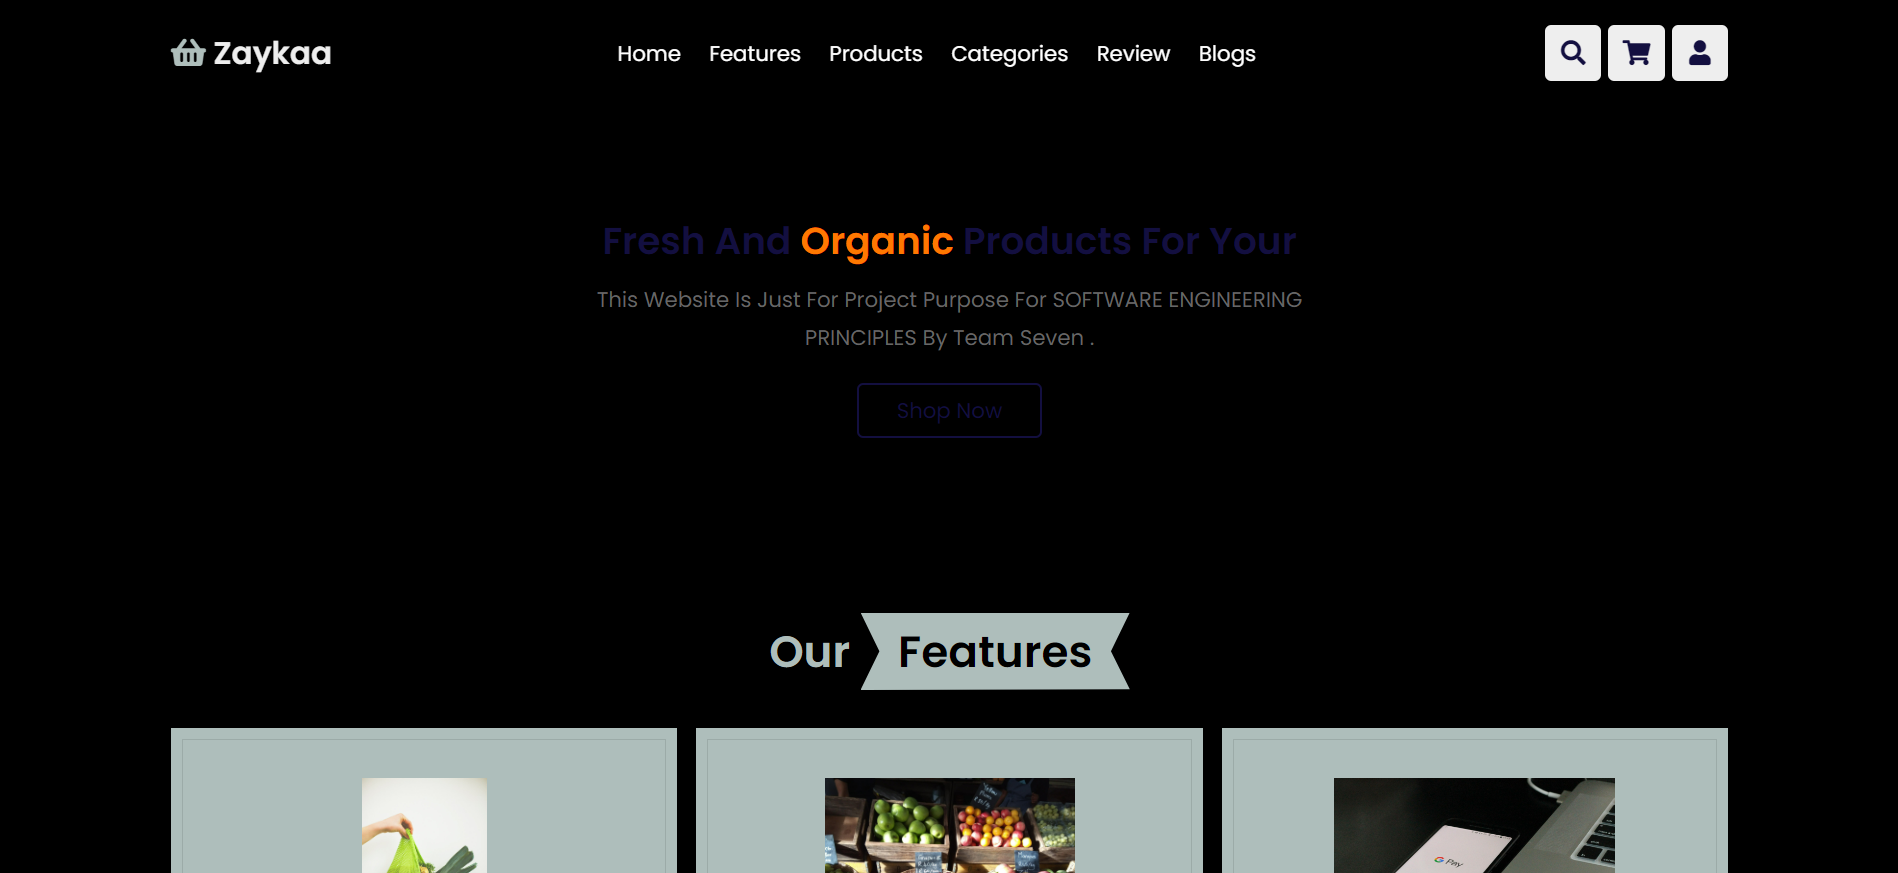 Zaykaa
Home Features Products Categories Review Blogs
Fresh And Organic Products For Your
This Website Is Just For Project Purpose For SOFTWARE ENGINEERING
PRINCIPLES By Team Seven .
Shop Now
Our Features
G Pay